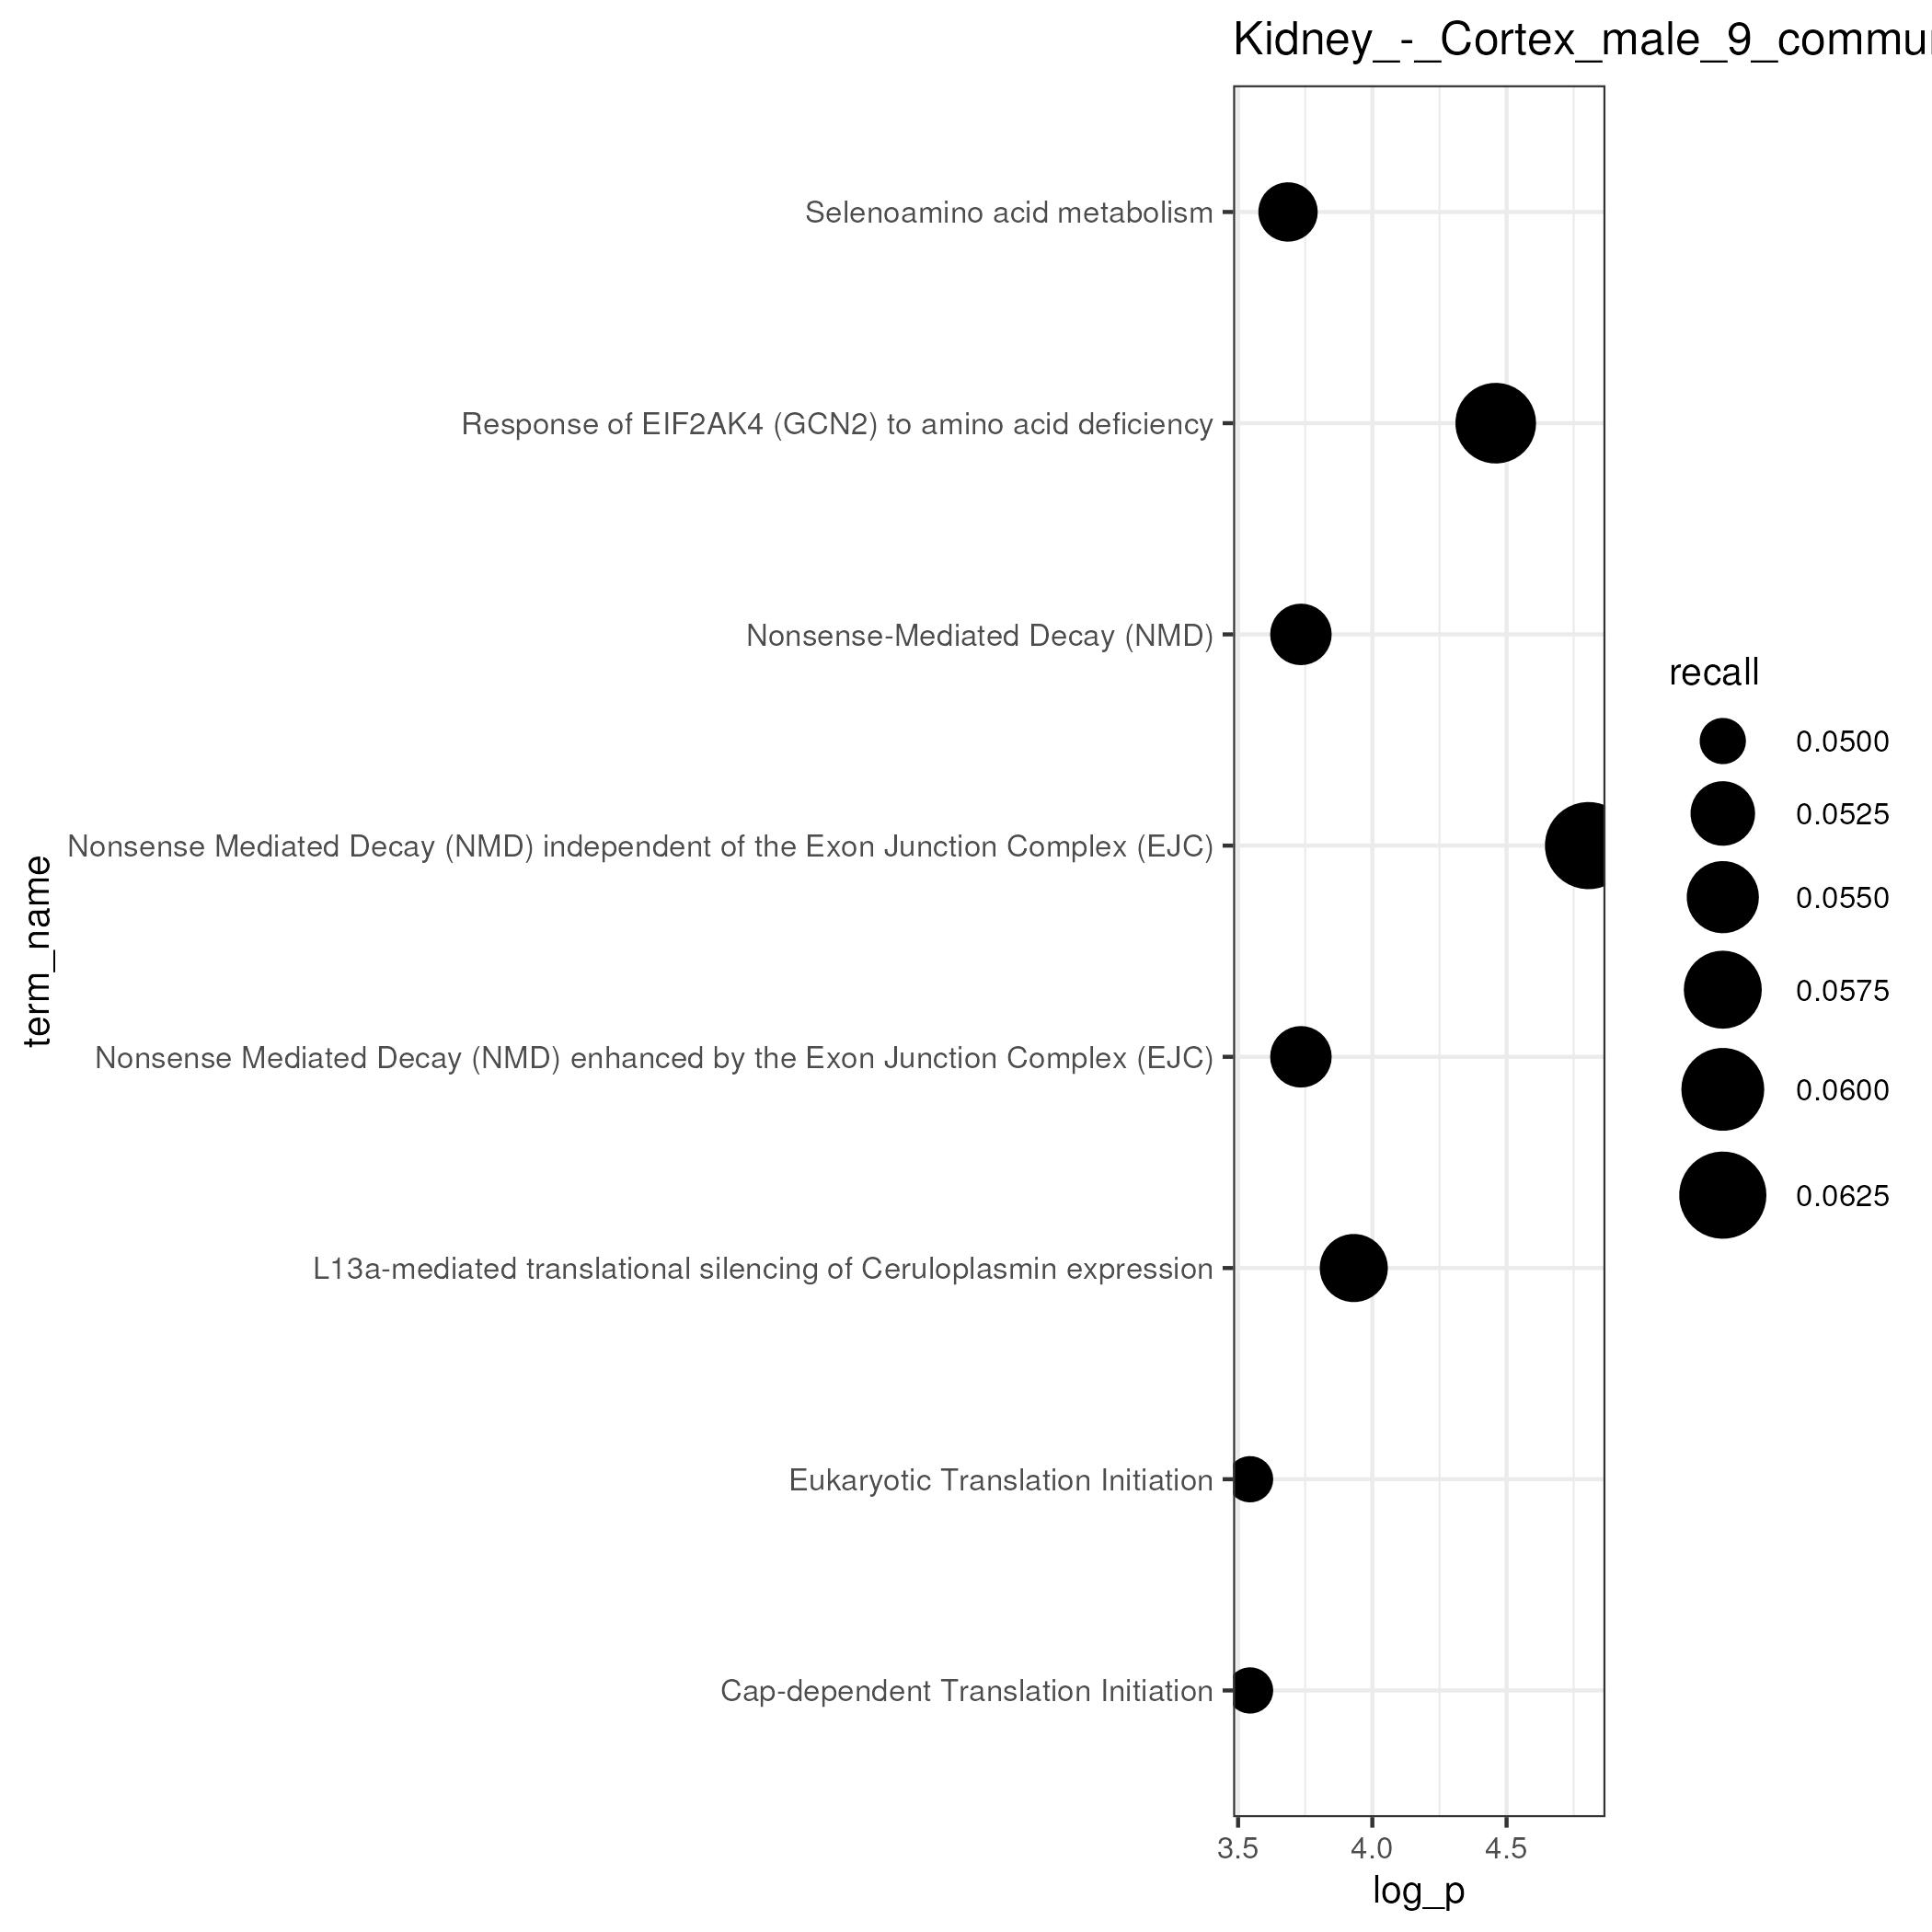 Kidney_-_Cortex_male_9_commu
Selenoamino acid metabolism
Response of EIF2AK4 (GCN2) to amino acid deficiency
Nonsense-Mediated Decay (NMD)
Nonsense Mediated Decay (NMD) independent of the Exon Junction Complex (EJC)
Nonsense Mediated Decay (NMD) enhanced by the Exon Junction Complex (EJC)
L13a-mediated translational silencing of Ceruloplasmin expression
Eukaryotic Translation Initiation
Cap-dependent Translation Initiation
term_name
3.5 4.0 4.5
log_p
recall
0.0500
0.0525
0.0550
0.0575
0.0600
0.0625